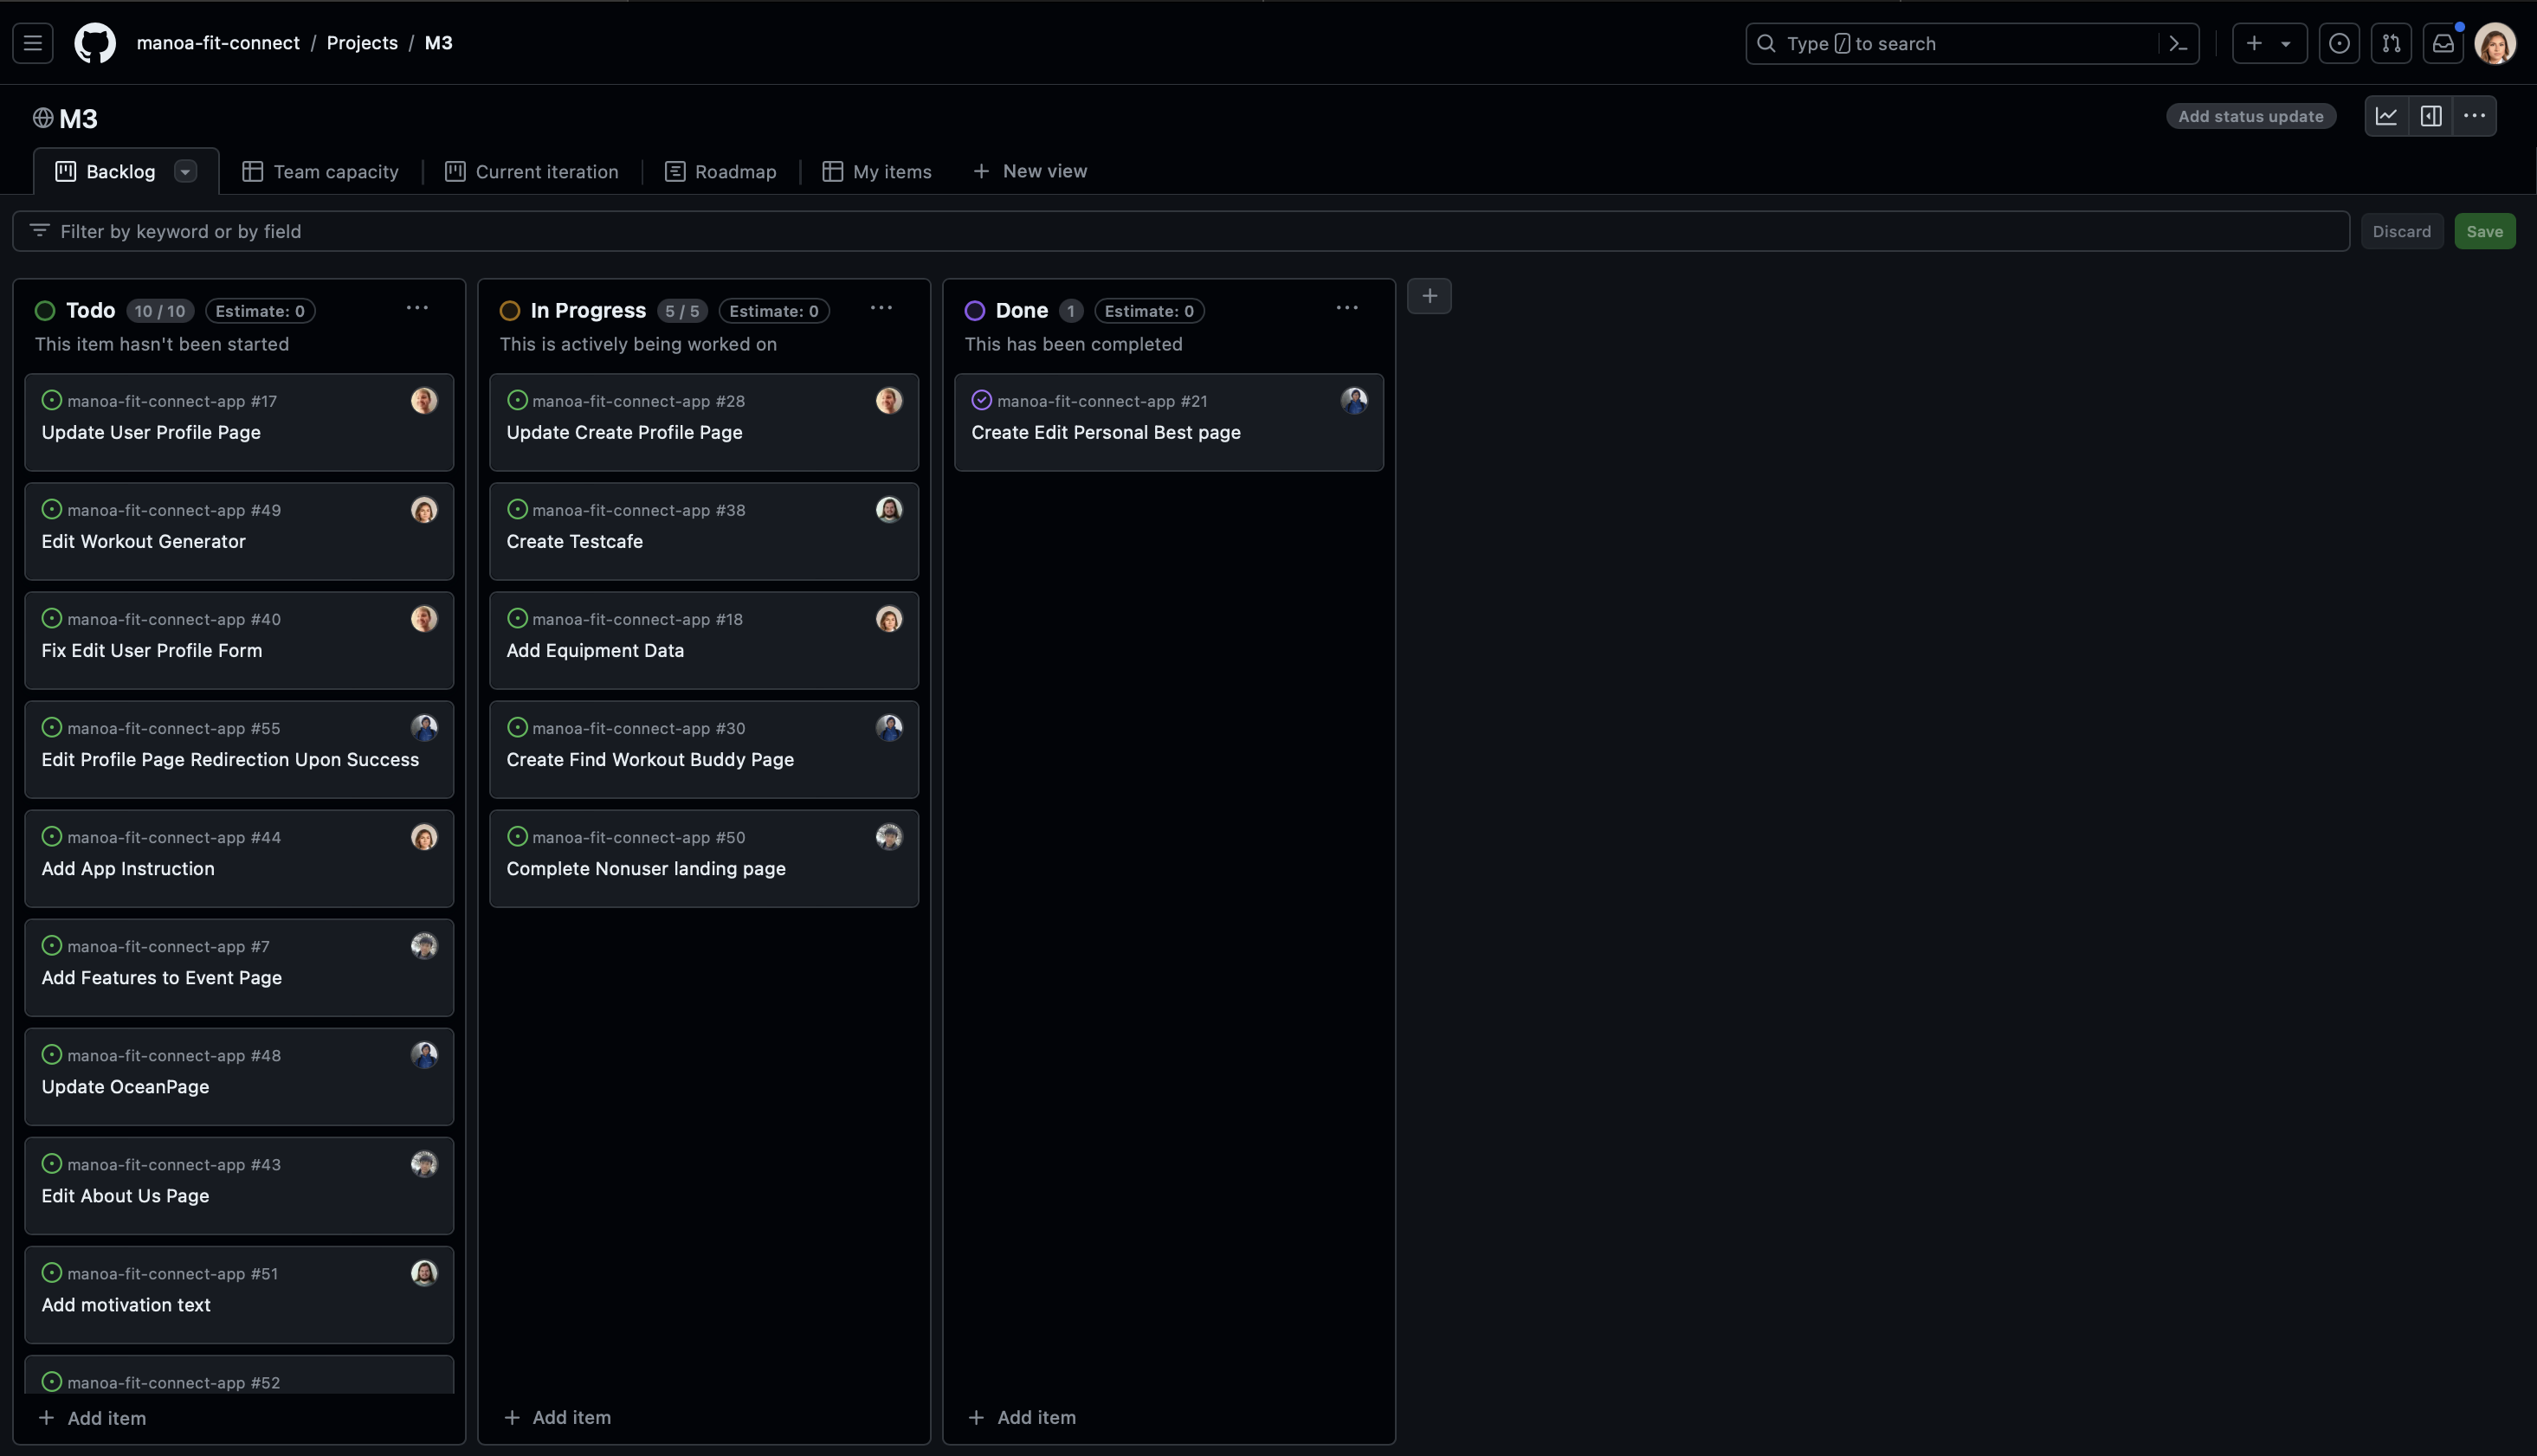 manoa-fit-connect / Projects / M3
Type / to search
M3
Add status update
Backlog
Team capacity
Current iteration
Roadmap
My items
New view
Filter by keyword or by field
Discard
Save
Todo 10 / 10 Estimate: 0
This item hasn't been started
manoa-fit-connect-app #17
Update User Profile Page
manoa-fit-connect-app #49
Edit Workout Generator
manoa-fit-connect-app #40
Fix Edit User Profile Form
manoa-fit-connect-app #55
Edit Profile Page Redirection Upon Success
manoa-fit-connect-app #44
Add App Instruction
manoa-fit-connect-app #7
Add Features to Event Page
manoa-fit-connect-app #48
Update OceanPage
manoa-fit-connect-app #43
Edit About Us Page
manoa-fit-connect-app #51
Add motivation text
manoa-fit-connect-app #52
Add item
In Progress 5 / 5 Estimate: 0
This is actively being worked on
manoa-fit-connect-app #28
Update Create Profile Page
manoa-fit-connect-app #38
Create Testcafe
manoa-fit-connect-app #18
Add Equipment Data
manoa-fit-connect-app #30
Create Find Workout Buddy Page
manoa-fit-connect-app #50
Complete Nonuser landing page
Add item
Done 1 Estimate: 0
This has been completed
manoa-fit-connect-app #21
Create Edit Personal Best page
Add item